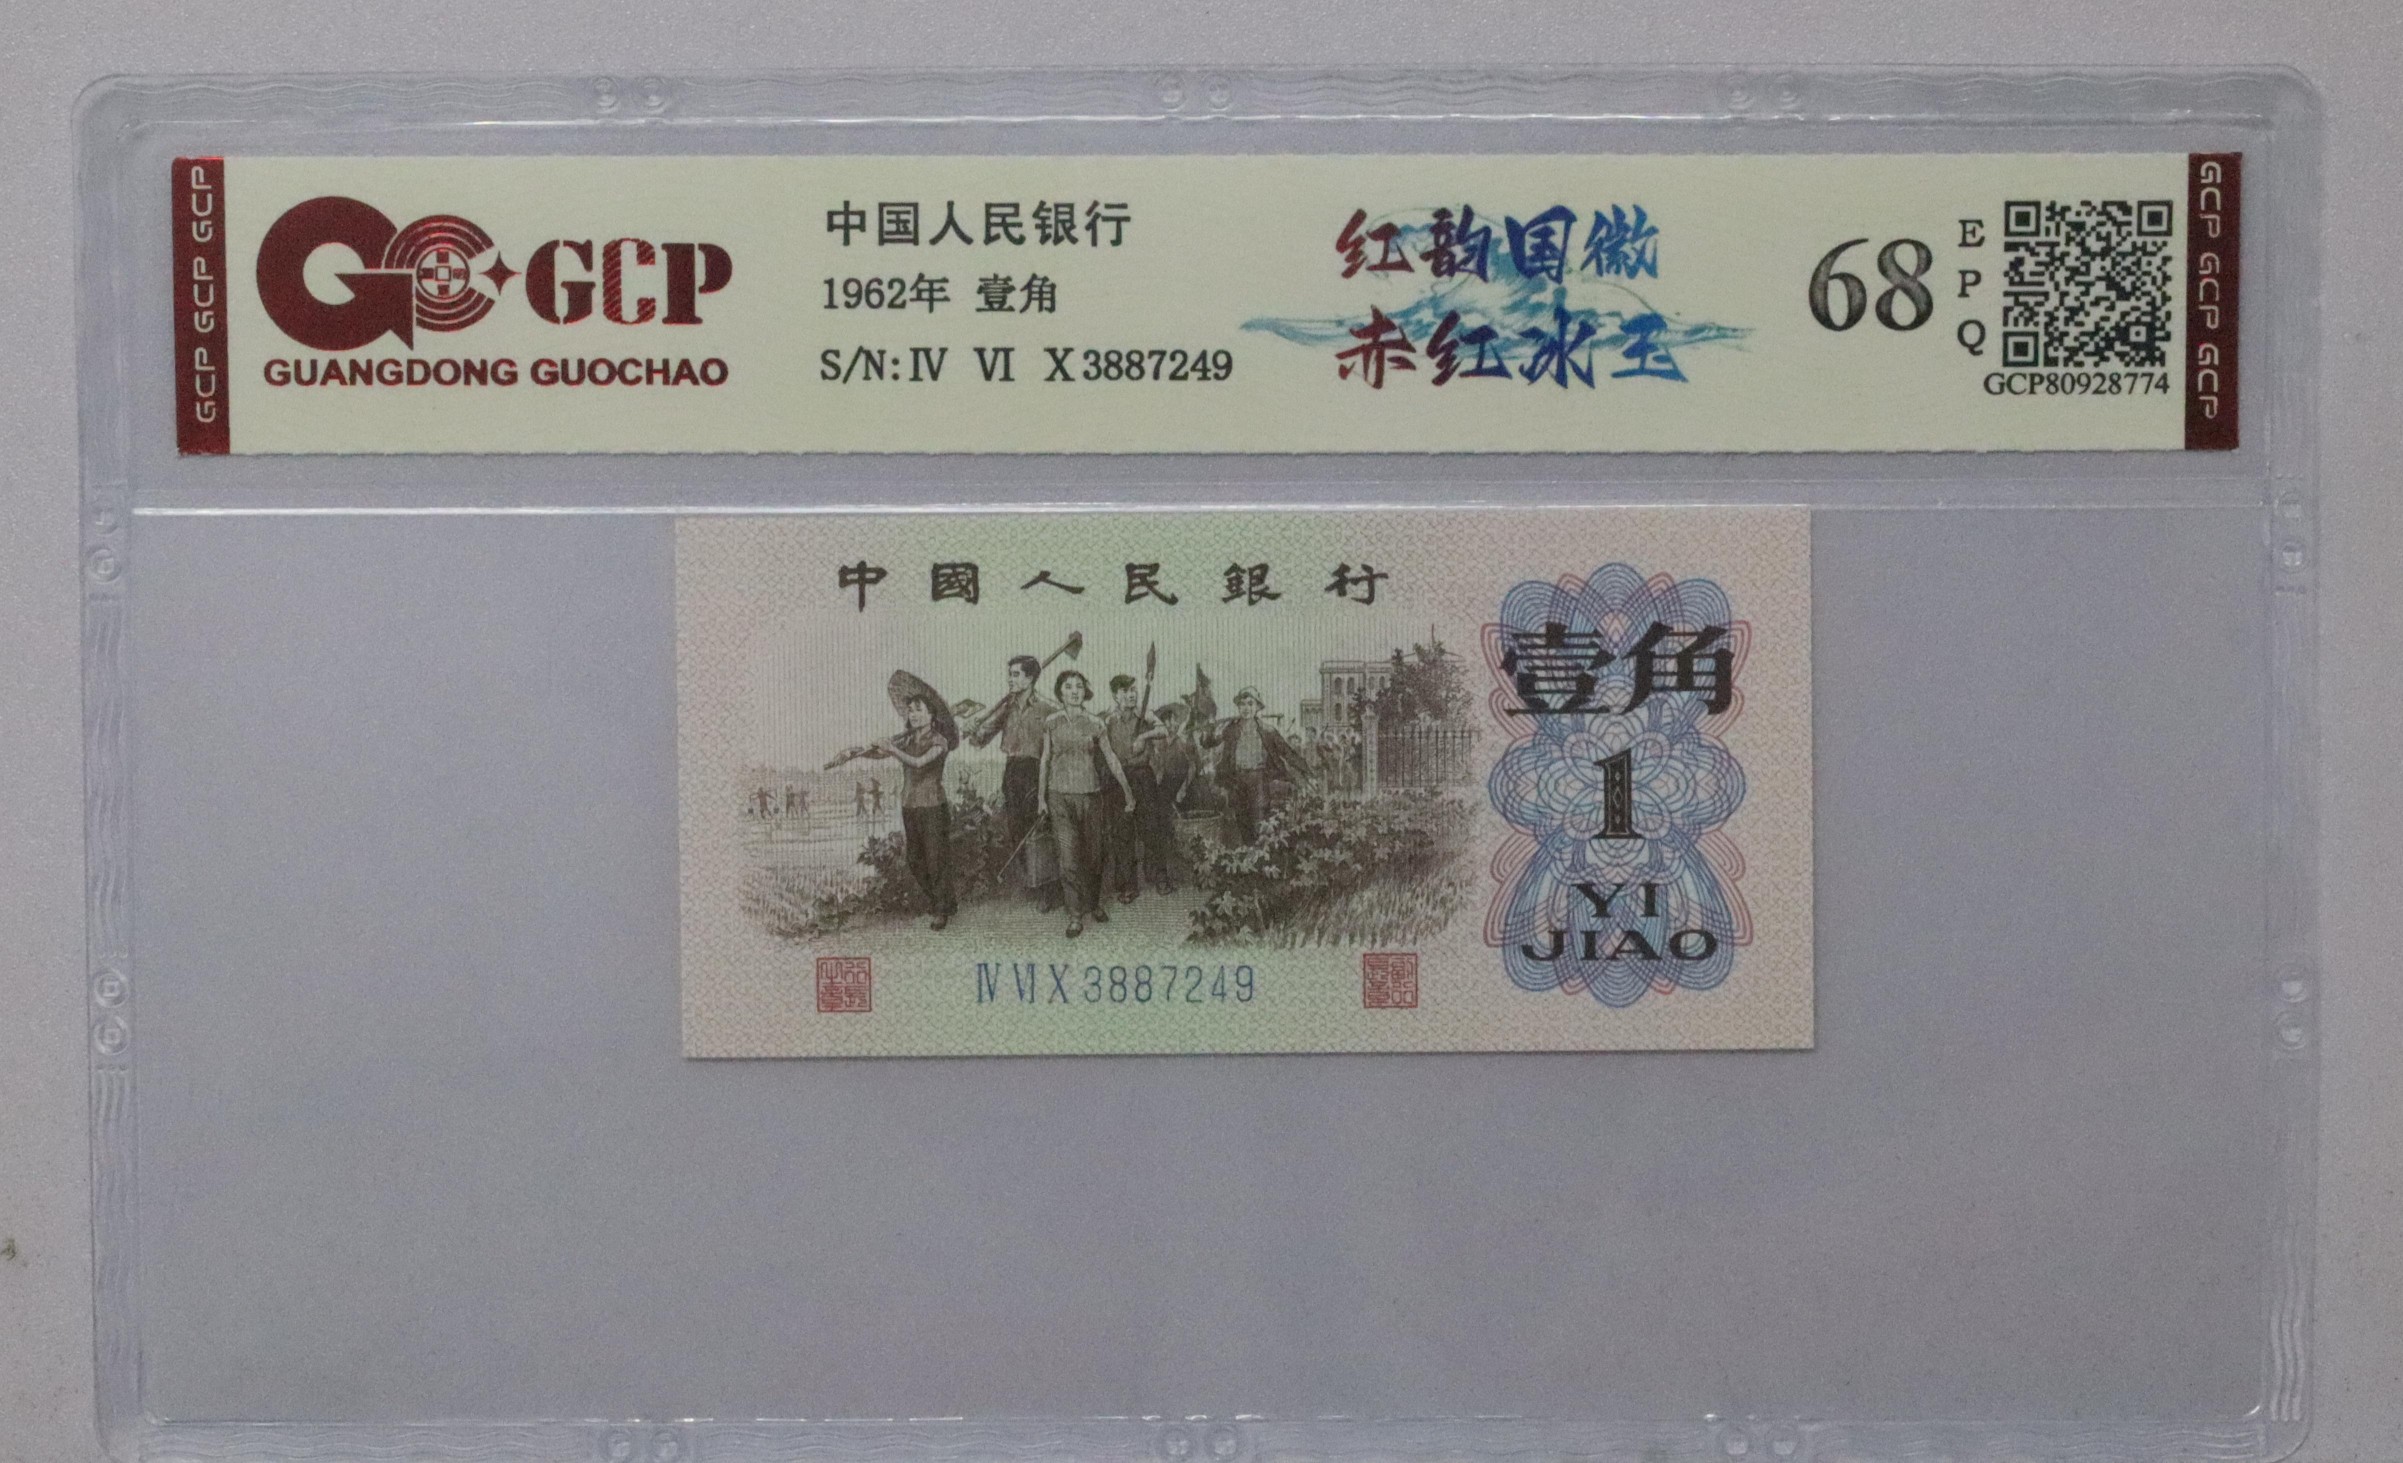 GCP GCP GCP
GCP
GUANGDONG GUOCHAO
中国人民银行
1962年 壹角
S/N: Ⅳ Ⅵ Ⅹ 3887249
红韵国徽
赤红冰玉
68
E
P
Q
GCP80928774
GCP GCP GCP
中國人民銀行
壹角
1
YI
JIAO
ⅣⅥⅩ3887249